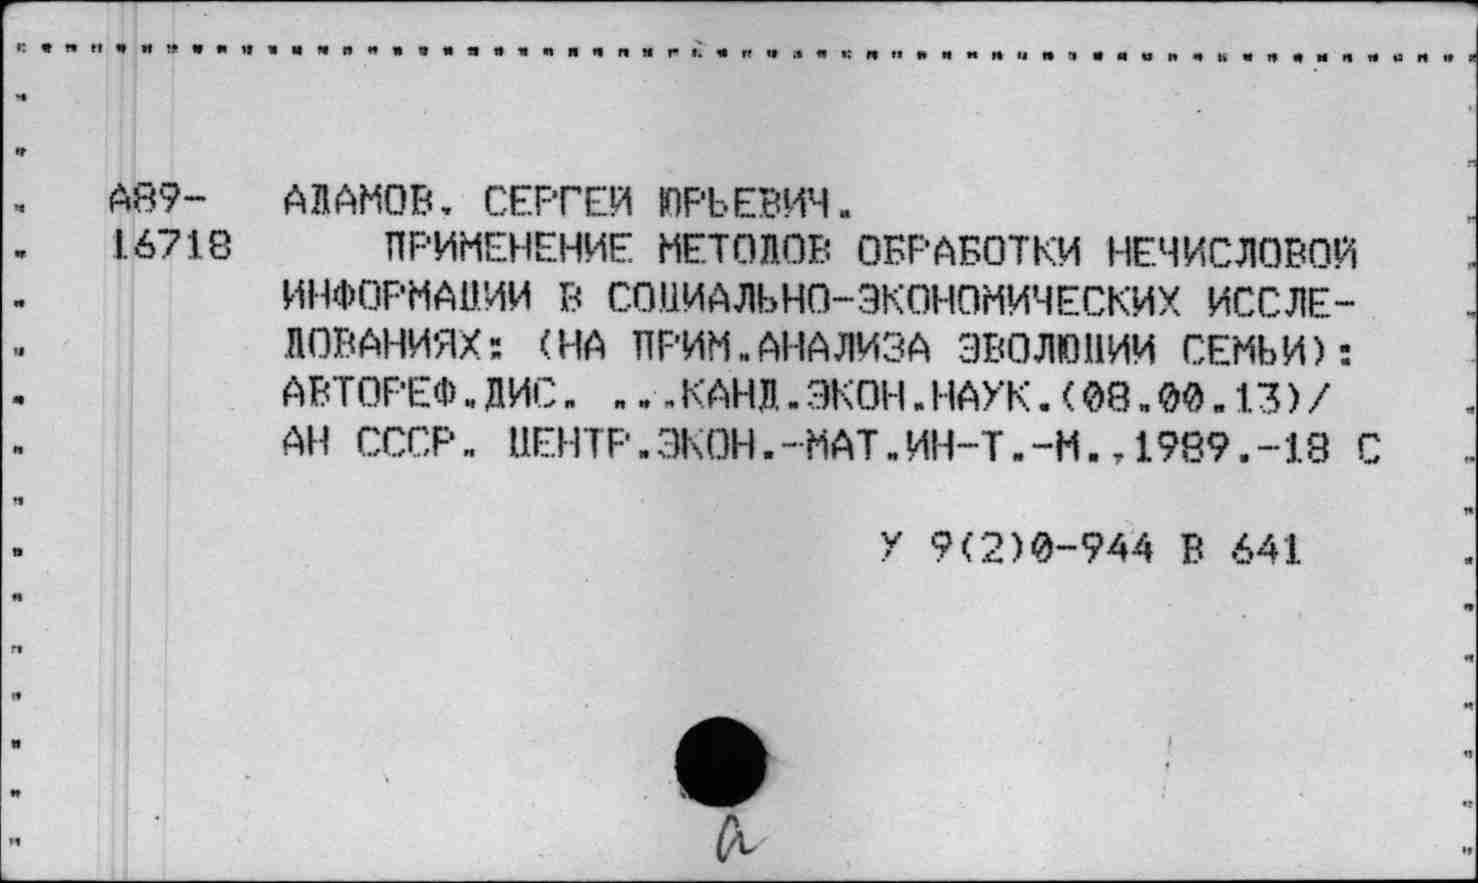 А89- АДАМОВ, СЕРГЕЙ ЮРЬЕВИЧ.
16718 ПРИМЕНЕНИЕ МЕТОДОВ ОБРАБОТКИ НЕЧИСЛОВОЙ
ИНФОРМАЦИИ В СОЦИАЛЬНО-ЭКОНОМИЧЕСКИХ ИССЛЕ-
ДОВАНИЯХ: (НА ПРИМ.АНАЛИЗА ЭВОЛЮЦИИ СЕМЬИ):
АВТОРЕФ.ДИС. ...КАНД.ЭКОН.НАУК.(08.00.13)/
АН СССР. ЦЕНТР.ЭКОН.-МАТ.ИН-Т.-М.,1989.-18 С
У 9(2)0-944 В 641